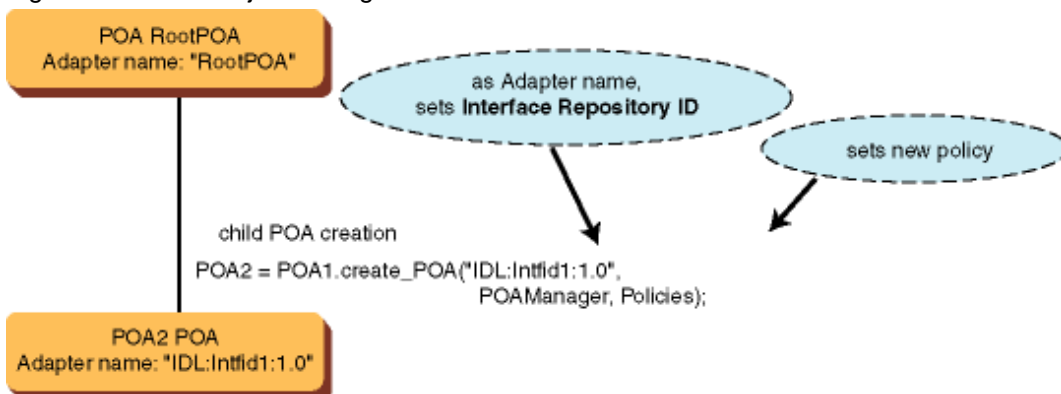 POA RootPOA
Adapter name: "RootPOA"
as Adapter name,
sets Interface Repository ID
sets new policy
child POA creation
POA2 = POA1.create_POA("IDL:Intfid1:1.0",
POAManager, Policies);
POA2 POA
Adapter name: "IDL:Intfid1:1.0"